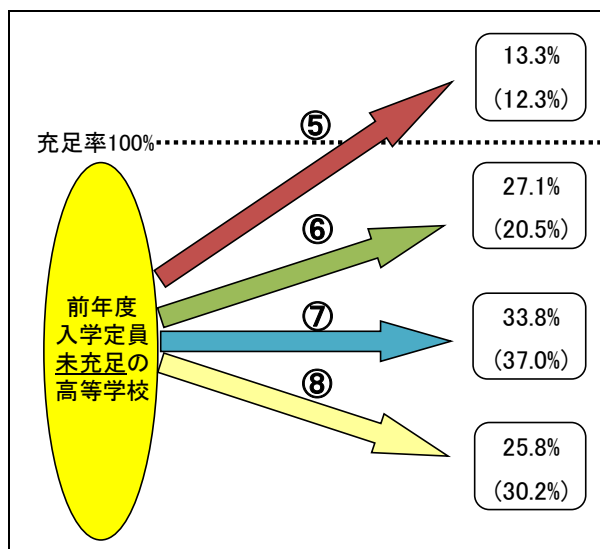 13.3%
(12.3%)
⑤
充足率100%
27.1%
(20.5%)
⑥
前年度
入学定員
未充足の
高等学校
⑦
33.8%
(37.0%)
⑧
25.8%
(30.2%)